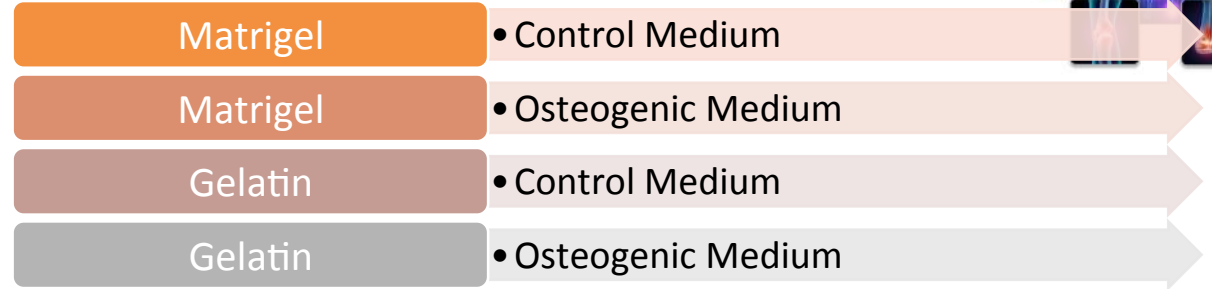 Matrigel • Control Medium
Matrigel • Osteogenic Medium
Gelatin • Control Medium
Gelatin • Osteogenic Medium